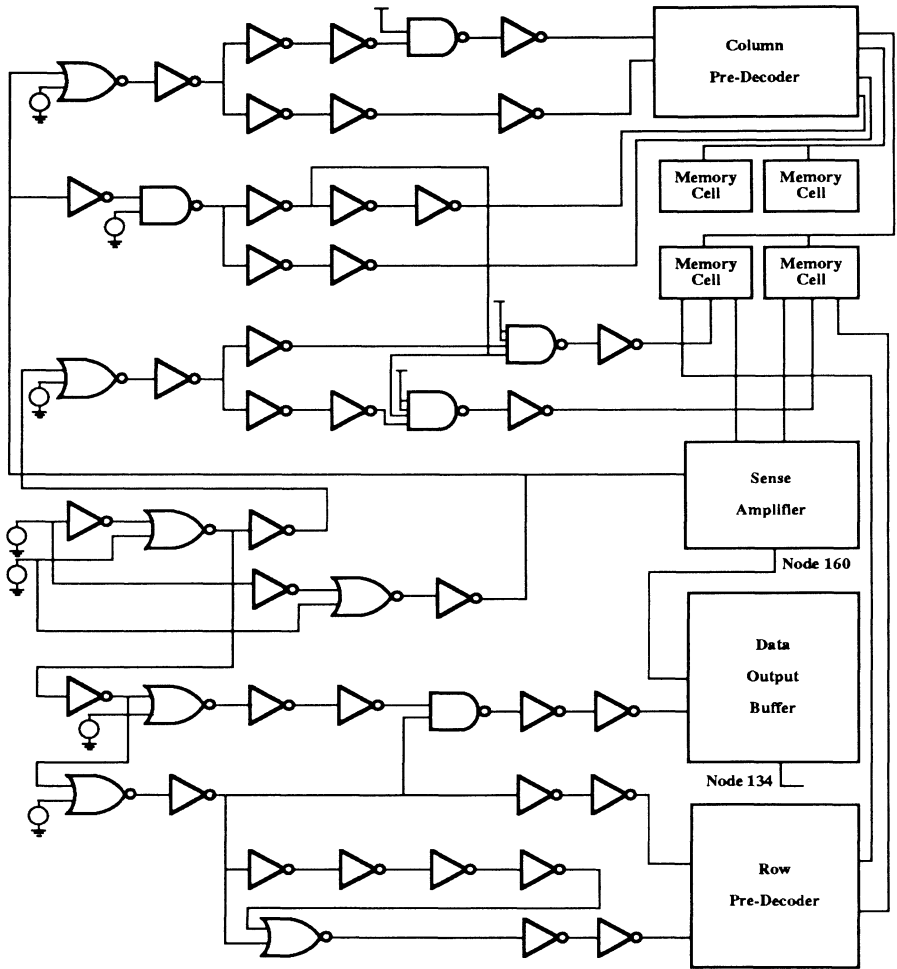 Column
Pre-Decoder
Memory
Cell
Memory
Cell
Memory
Cell
Memory
Cell
Sense
Amplifier
Node 160
Data
Output
Buffer
Node 134
Row
Pre-Decoder